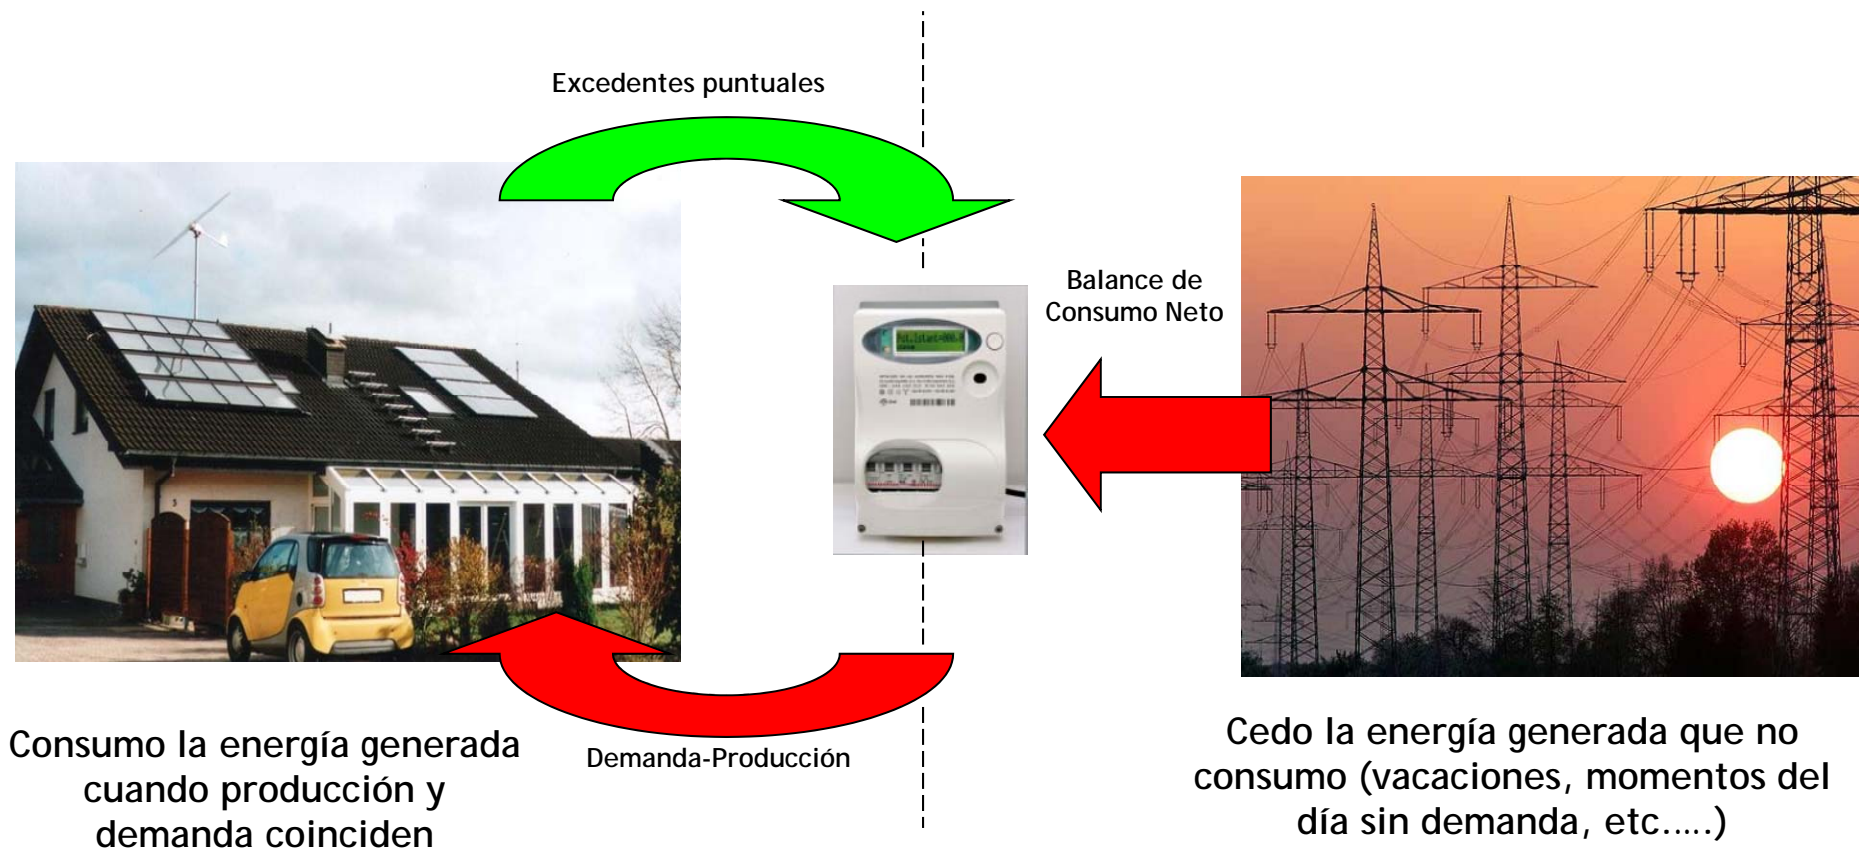 Excedentes puntuales
Balance de
Consumo Neto
Demanda-Producción
Consumo la energía generada
cuando producción y
demanda coinciden
Cedo la energía generada que no
consumo (vacaciones, momentos del
día sin demanda, etc.....)